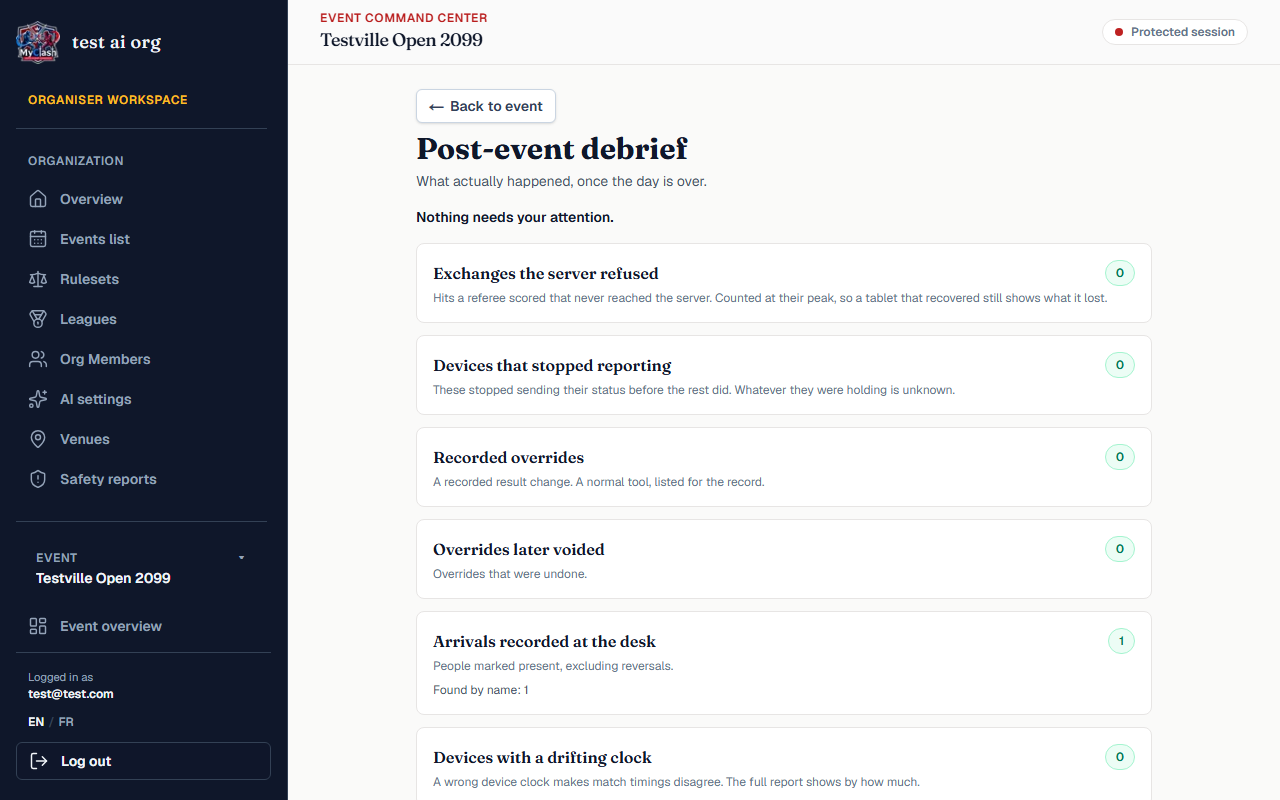 MyClash
test ai org
ORGANISER WORKSPACE
ORGANIZATION
Overview
Events list
Rulesets
Leagues
Org Members
AI settings
Venues
Safety reports
EVENT
Testville Open 2099
Event overview
Logged in as
test@test.com
EN / FR
Log out
EVENT COMMAND CENTER
Testville Open 2099
Protected session
← Back to event
Post-event debrief
What actually happened, once the day is over.
Nothing needs your attention.
Exchanges the server refused
0
Hits a referee scored that never reached the server. Counted at their peak, so a tablet that recovered still shows what it lost.
Devices that stopped reporting
0
These stopped sending their status before the rest did. Whatever they were holding is unknown.
Recorded overrides
0
A recorded result change. A normal tool, listed for the record.
Overrides later voided
0
Overrides that were undone.
Arrivals recorded at the desk
1
People marked present, excluding reversals.
Found by name: 1
Devices with a drifting clock
0
A wrong device clock makes match timings disagree. The full report shows by how much.